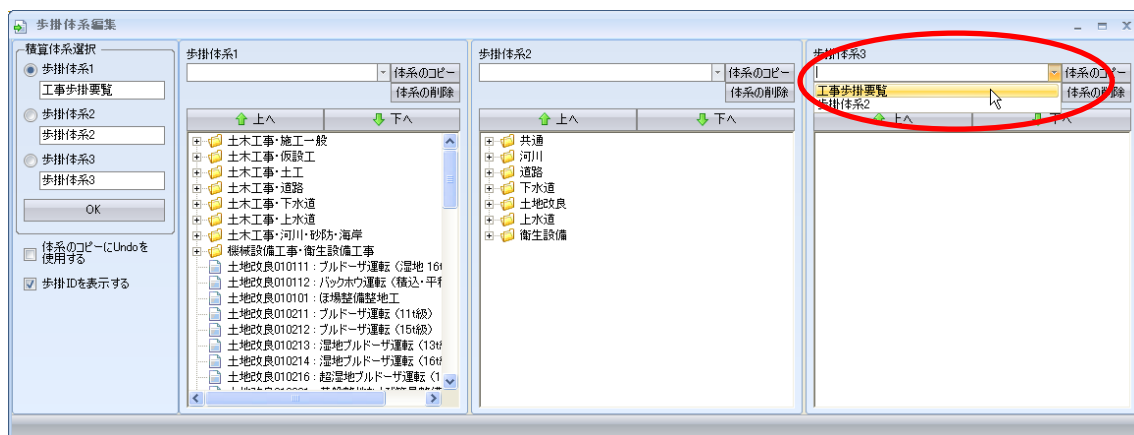 歩掛体系編集
積算体系選択
歩掛体系1
工事歩掛要覧
歩掛体系2
歩掛体系2
歩掛体系3
歩掛体系3
OK
体系のコピーにUndoを
使用する
歩掛IDを表示する
歩掛体系1
体系のコピー
体系の削除
上へ
下へ
土木工事・施工一般
土木工事・仮設工
土木工事・土工
土木工事・道路
土木工事・下水道
土木工事・上水道
土木工事・河川・砂防・海岸
機械設備工事・衛生設備工事
土地改良010111:ブルドーザ運転(湿地 16t
土地改良010112:バックホウ運転(積込・平積
土地改良010101:ほ場整備整地工
土地改良010211:ブルドーザ運転(11t級)
土地改良010212:ブルドーザ運転(15t級)
土地改良010213:湿地ブルドーザ運転(13t
土地改良010214:湿地ブルドーザ運転(16t
土地改良010216:超湿地ブルドーザ運転(1
歩掛体系2
体系のコピー
体系の削除
上へ
下へ
共通
河川
道路
下水道
土地改良
上水道
衛生設備
歩掛体系3
体系のコピー
工事歩掛要覧
体系の削除
歩掛体系2
上へ
下へ